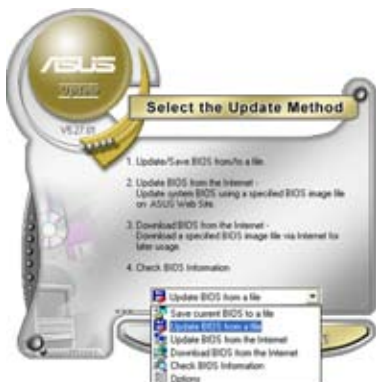 ASUS
Update
V5.27.01
Select the Update Method
1. Update/Save BIOS from/to a file
2. Update BIOS from the Internet -
Update system BIOS using a specified BIOS image file
on ASUS Web Site.
3. Download BIOS from the Internet -
Download a specified BIOS image file via Internet for
later usage.
4. Check BIOS Information
Update BIOS from a file
Save current BIOS to a file
Update BIOS from a file
Update BIOS from the Internet
Download BIOS from the Internet
Check BIOS Information
Options